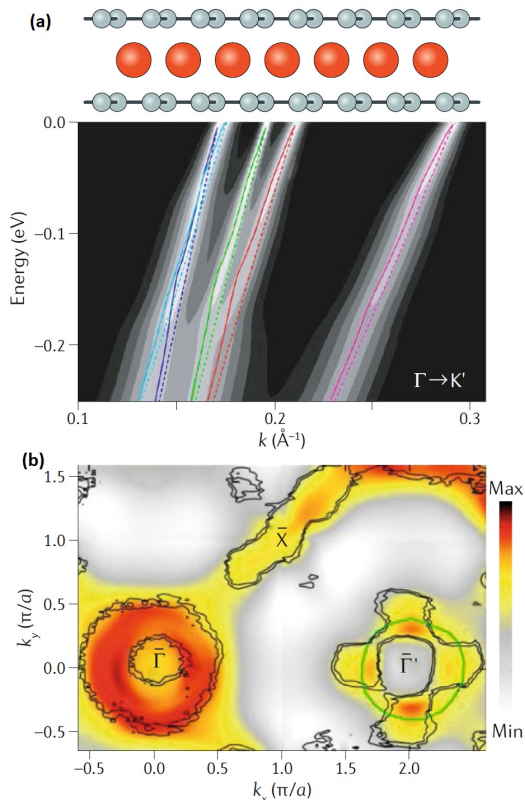 (a)
0.0
−0.1
−0.2
Energy (eV)
Γ→K'
0.1
0.2
0.3
k (Å⁻¹)
(b)
1.5
1.0
0.5
0.0
−0.5
k_y (π/a)
X̄
Γ̄
Γ̄'
Max
Min
−0.5
0.0
0.5
1.0
1.5
2.0
2.5
k_x (π/a)